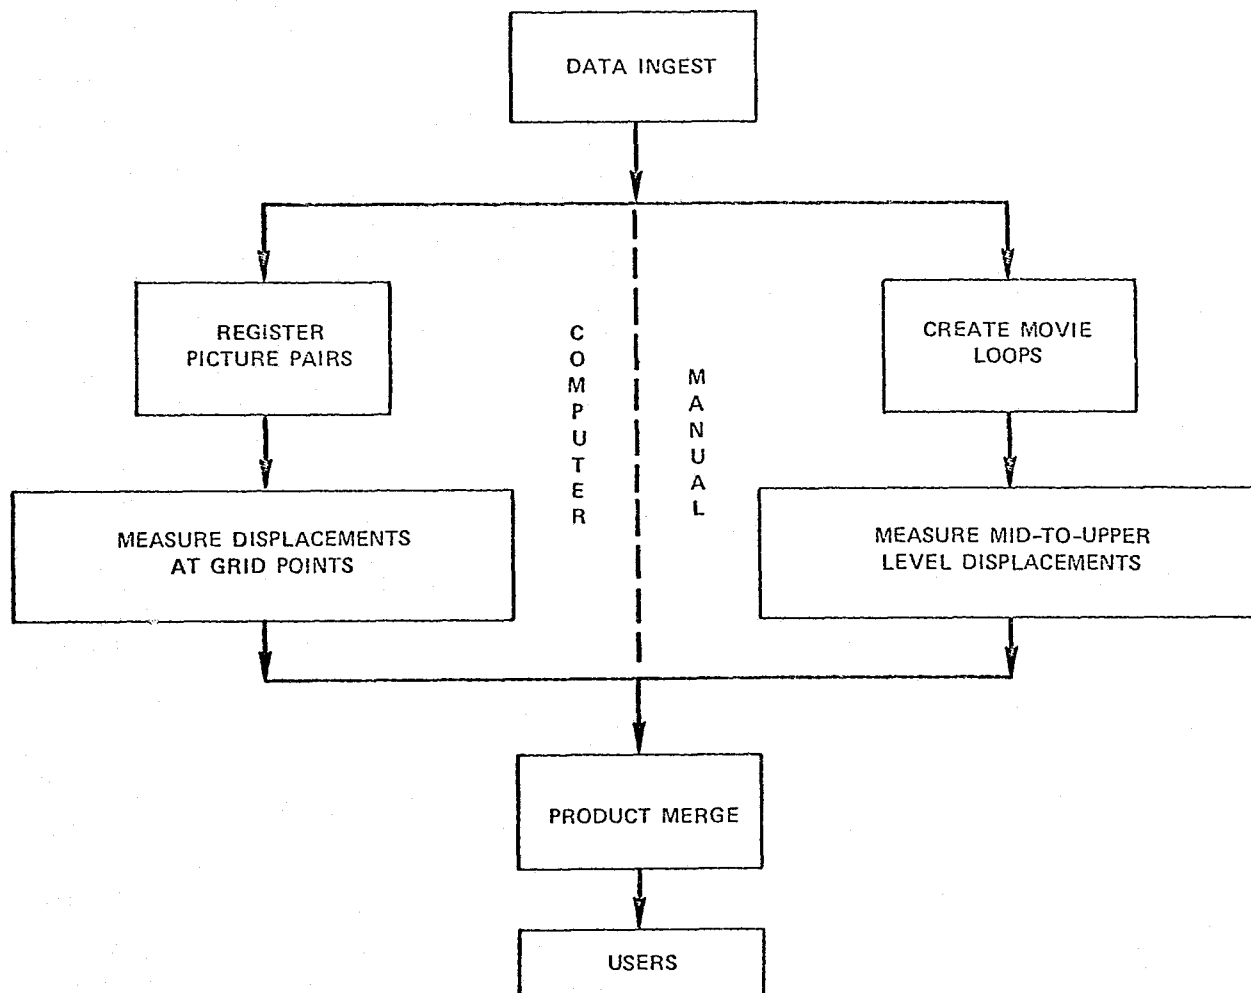 DATA INGEST
REGISTER
PICTURE PAIRS
CREATE MOVIE
LOOPS
COMPUTER
MANUAL
MEASURE DISPLACEMENTS
AT GRID POINTS
MEASURE MID-TO-UPPER
LEVEL DISPLACEMENTS
PRODUCT MERGE
USERS